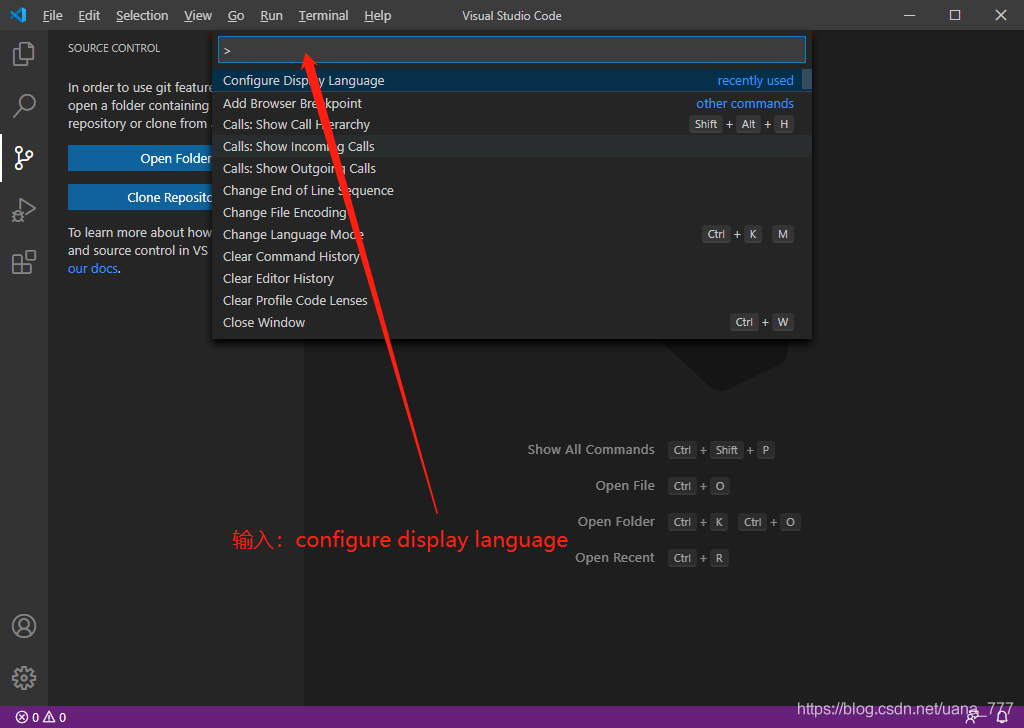 File Edit Selection View Go Run Terminal Help Visual Studio Code
SOURCE CONTROL
In order to use git feature
open a folder containing
repository or clone from
Open Folder
Clone Reposito
To learn more about how
and source control in VS
our docs.
>
Configure Display Language recently used
Add Browser Breakpoint other commands
Calls: Show Call Hierarchy Shift + Alt + H
Calls: Show Incoming Calls
Calls: Show Outgoing Calls
Change End of Line Sequence
Change File Encoding
Change Language Mode Ctrl + K M
Clear Command History
Clear Editor History
Clear Profile Code Lenses
Close Window Ctrl + W
Show All Commands Ctrl + Shift + P
Open File Ctrl + O
Open Folder Ctrl + K Ctrl + O
输入：configure display language
Open Recent Ctrl + R
0 0
https://blog.csdn.net/uana_777